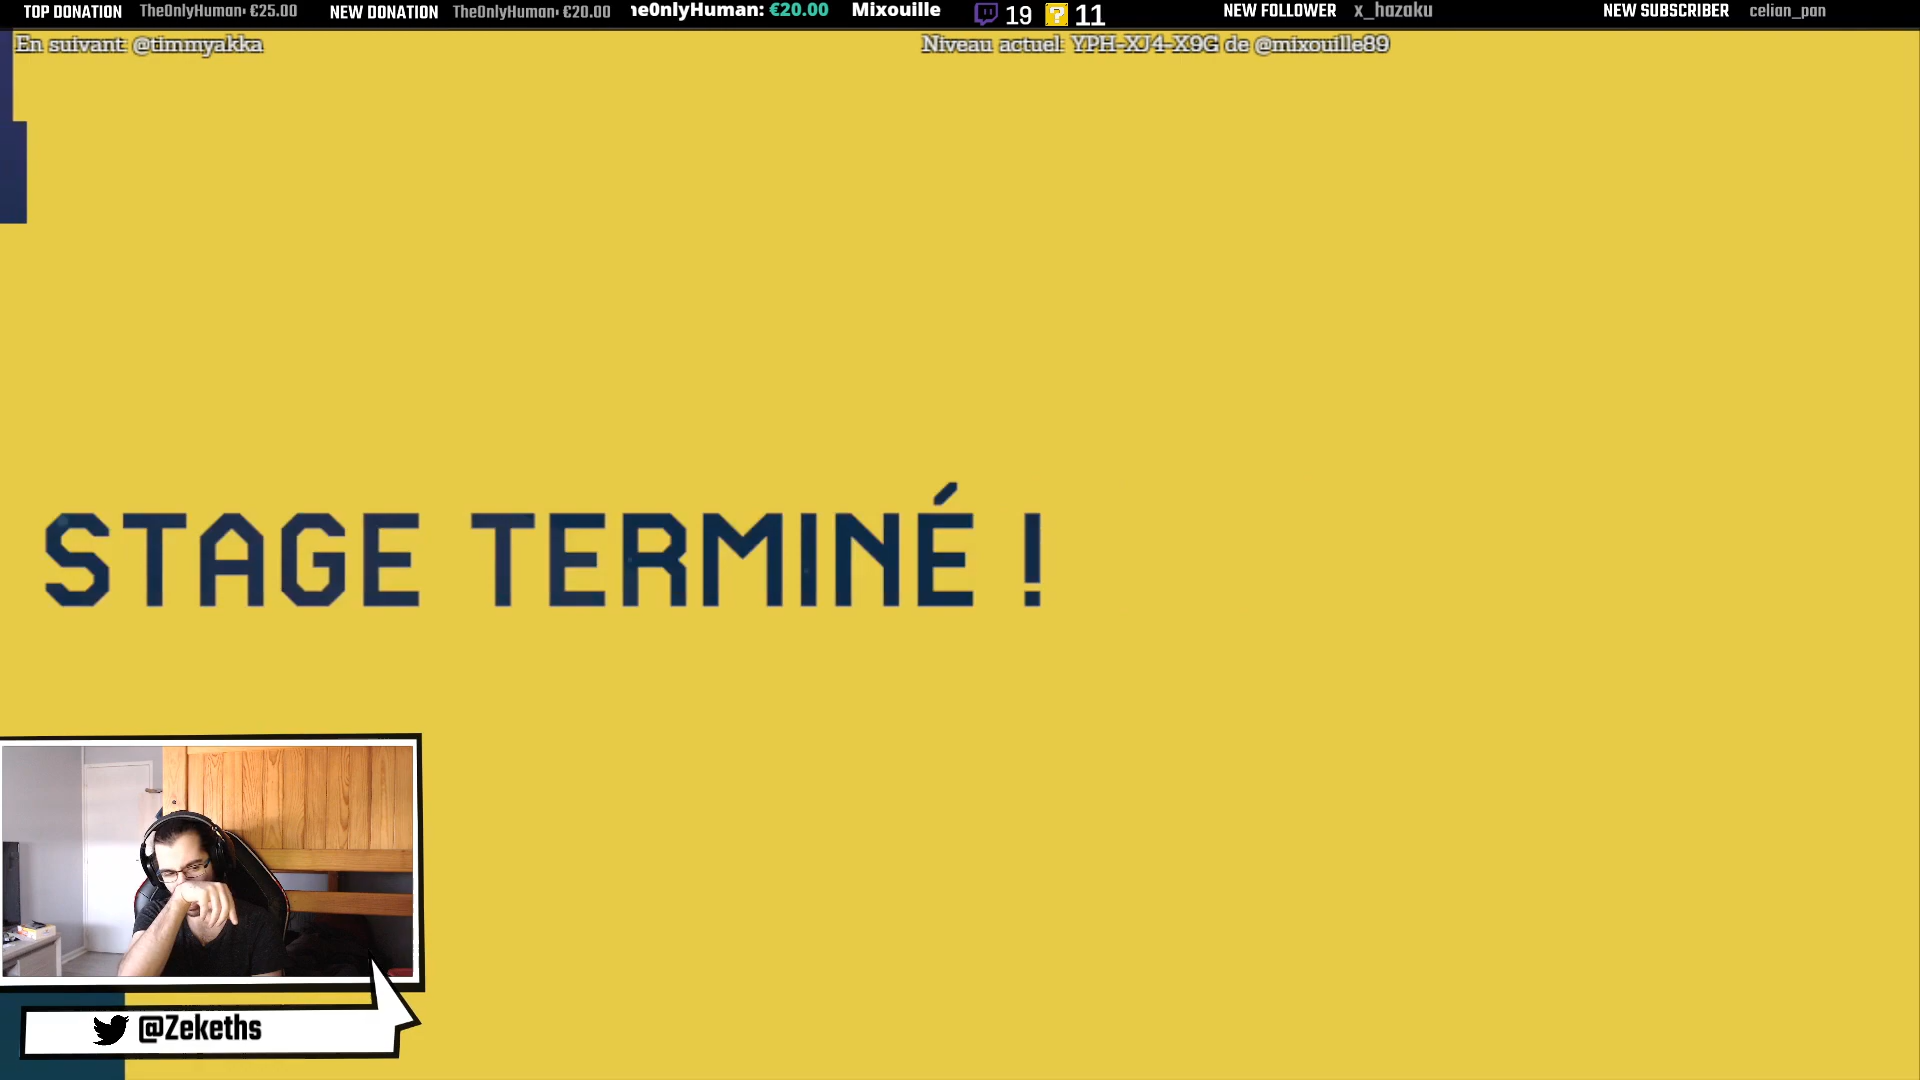 TOP DONATION TheOnlyHuman: €25.00 NEW DONATION TheOnlyHuman: €20.00 heOnlyHuman: €20.00 Mixouille 19 11 NEW FOLLOWER x_hazaku NEW SUBSCRIBER celian_pan
En suivant: @timmyakka Niveau actuel: YPH-XJ4-X9G de @mixouille89
STAGE TERMINÉ !
@Zekeths